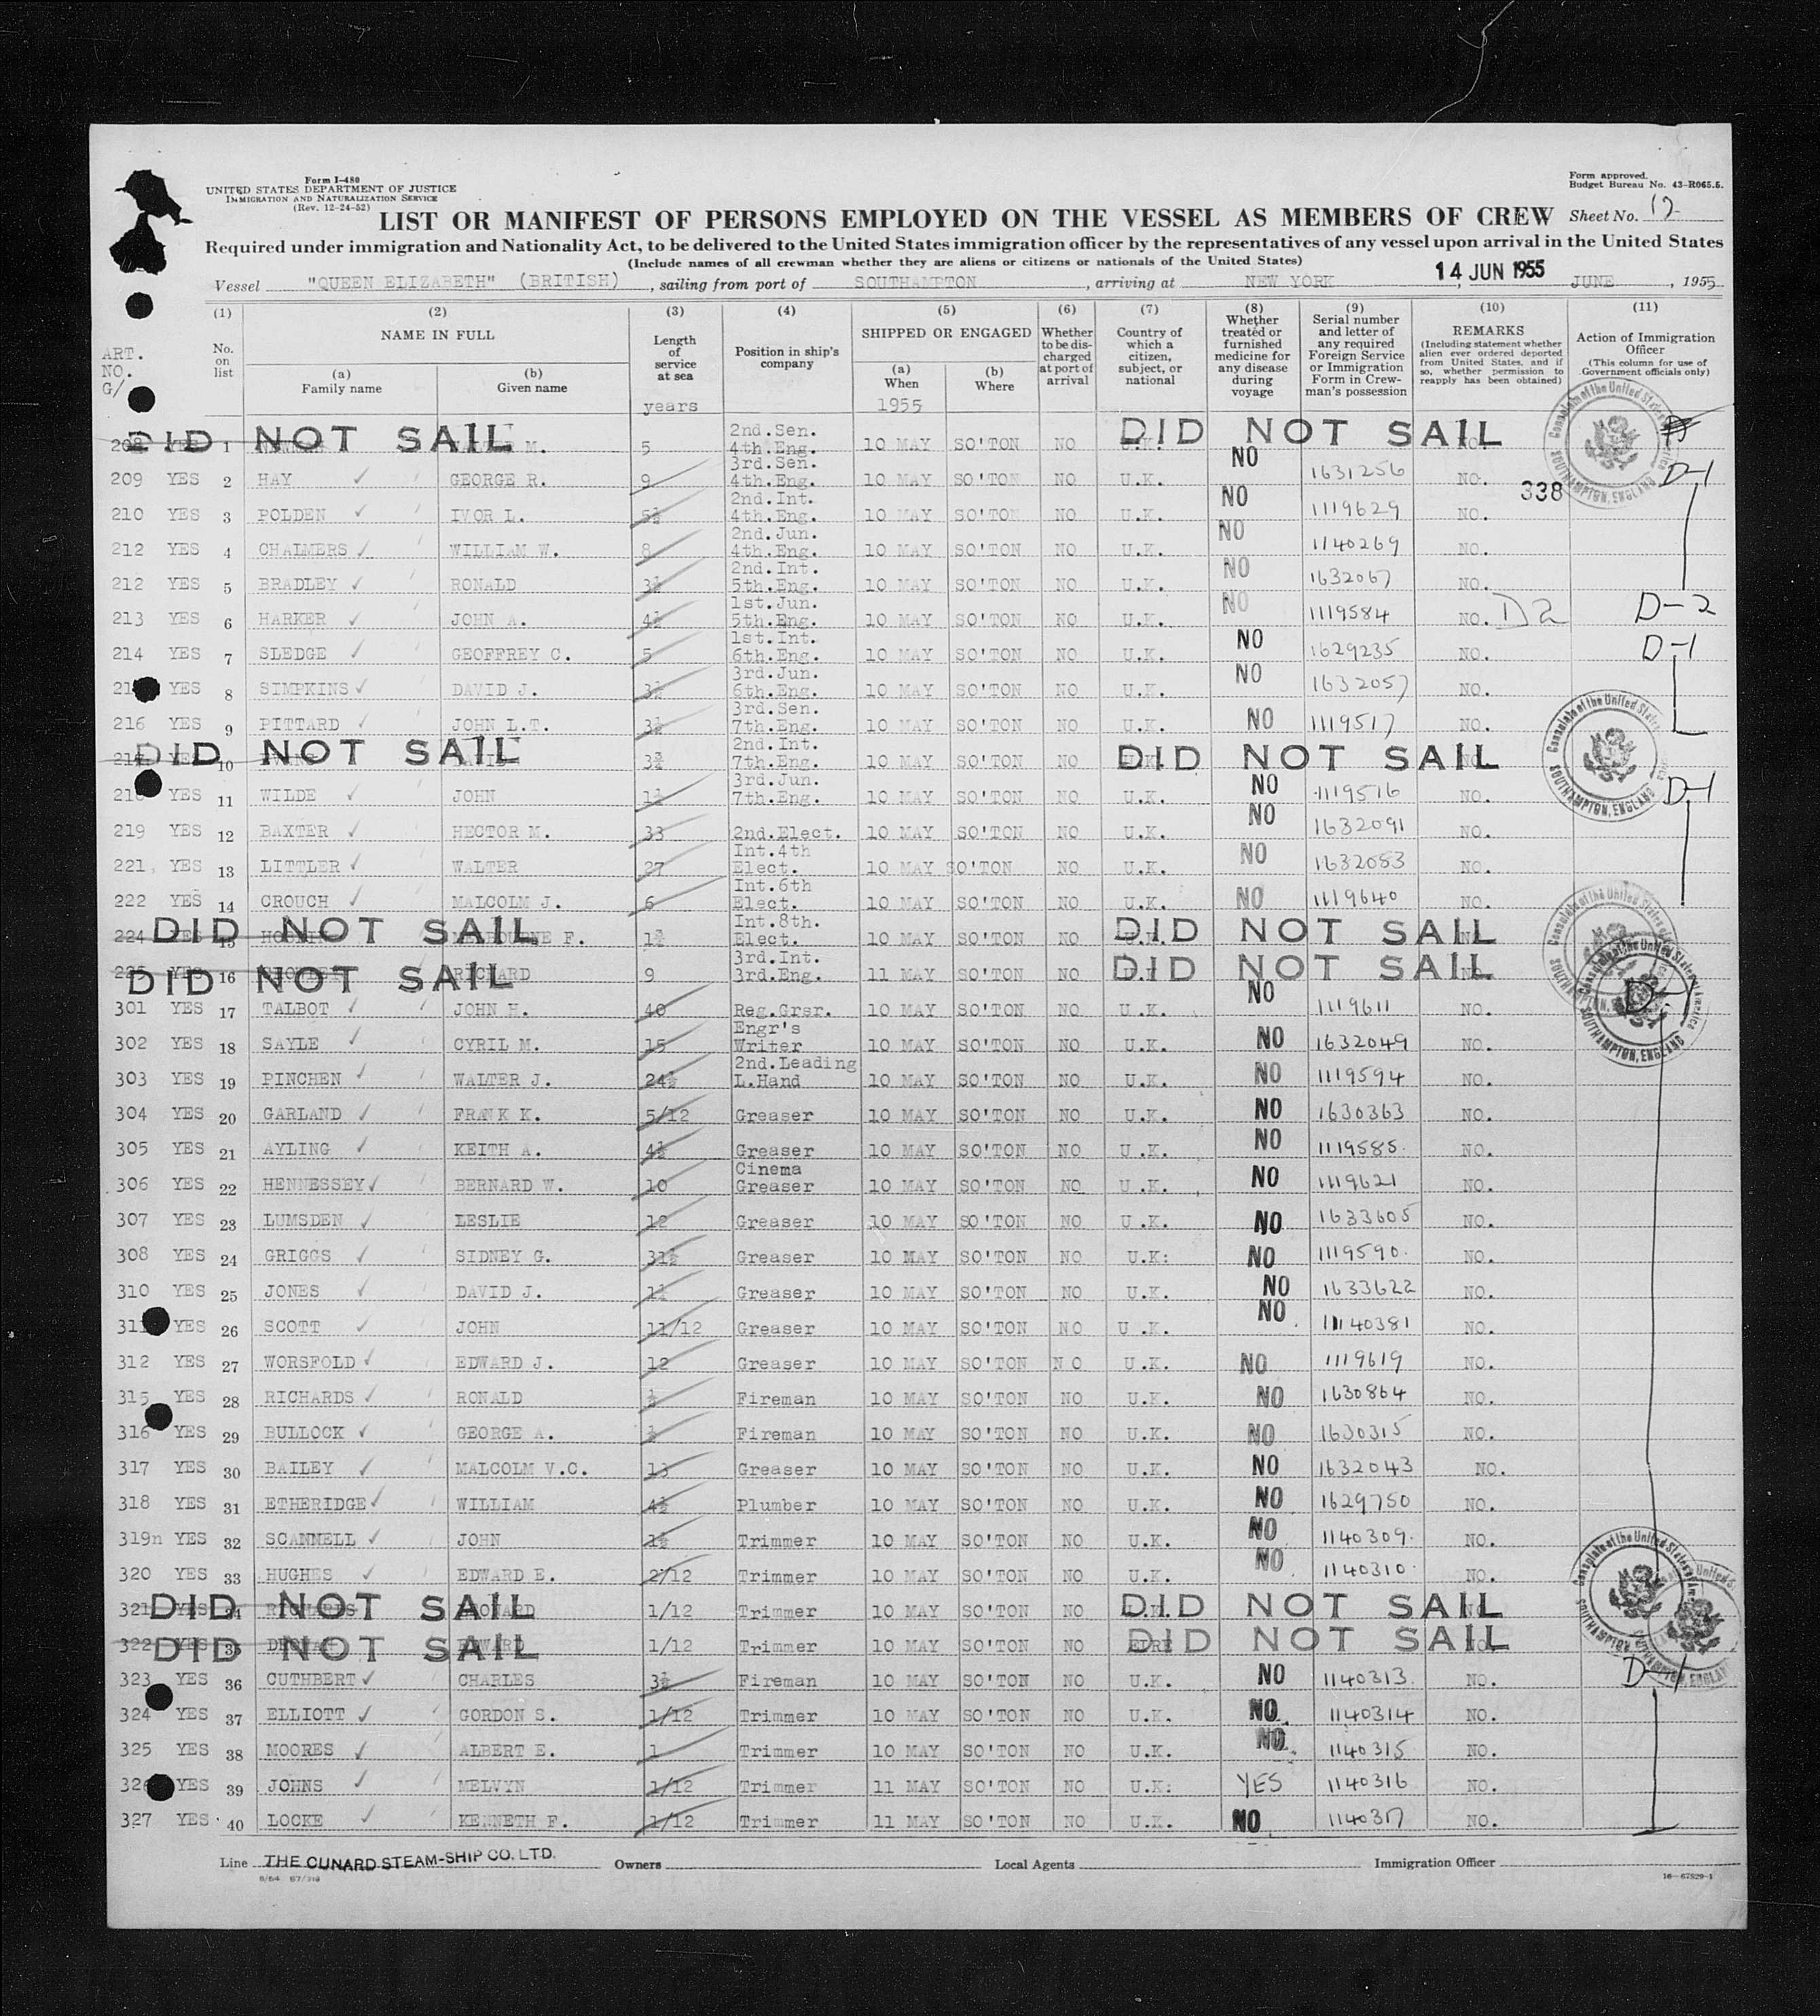 Form I-480
UNITED STATES DEPARTMENT OF JUSTICE
IMMIGRATION AND NATURALIZATION SERVICE
(Rev. 12-24-52)
Form approved.
Budget Bureau No. 43-R065.5.
LIST OR MANIFEST OF PERSONS EMPLOYED ON THE VESSEL AS MEMBERS OF CREW Sheet No. 12
Required under immigration and Nationality Act, to be delivered to the United States immigration officer by the representatives of any vessel upon arrival in the United States
(Include names of all crewman whether they are aliens or citizens or nationals of the United States)
14 JUN 1955
Vessel "QUEEN ELIZABETH" (BRITISH), sailing from port of SOUTHAMPTON, arriving at NEW YORK JUNE, 1955
(1) (2) (3) (4) (5) (6) (7) (8) (9) (10) (11)
ART. NO. G/
No. on list
NAME IN FULL
(a) Family name
(b) Given name
Length of service at sea
years
Position in ship's company
SHIPPED OR ENGAGED
(a) When
1955
(b) Where
Whether to be discharged at port of arrival
Country of which a citizen, subject, or national
Whether treated or furnished medicine for any disease during voyage
Serial number and letter of any required Foreign Service or Immigration Form in Crewman's possession
REMARKS
(Including statement whether alien ever ordered deported from United States, and if so, whether permission to reapply has been obtained)
Action of Immigration Officer
(This column for use of Government officials only)
208 1 DID NOT SAIL M. 5 2nd.Sen. 4th.Eng. 10 MAY SO'TON NO DID NOT SAIL
209 YES 2 HAY GEORGE R. 9 3rd.Sen. 4th.Eng. 10 MAY SO'TON NO U.K. NO 1631256 NO. 338 D-1
210 YES 3 POLDEN IVOR L. 5½ 2nd.Int. 4th.Eng. 10 MAY SO'TON NO U.K. NO 1119629 NO.
212 YES 4 CHALMERS WILLIAM W. 8 2nd.Jun. 4th.Eng. 10 MAY SO'TON NO U.K. NO 1140269 NO.
212 YES 5 BRADLEY RONALD 3½ 2nd.Int. 5th.Eng. 10 MAY SO'TON NO U.K. NO 1632067 NO.
213 YES 6 HARKER JOHN A. 4½ 1st.Jun. 5th.Eng. 10 MAY SO'TON NO U.K. NO 1119584 NO. D2 D-2
214 YES 7 SLEDGE GEOFFREY C. 5 1st.Int. 6th.Eng. 10 MAY SO'TON NO U.K. NO 1629235 NO. D-1
YES 8 SIMPKINS DAVID J. 3½ 3rd.Jun. 6th.Eng. 10 MAY SO'TON NO U.K. NO 1632057 NO.
216 YES 9 PITTARD JOHN L.T. 3½ 3rd.Sen. 7th.Eng. 10 MAY SO'TON NO U.K. NO 1119517 NO.
10 DID NOT SAIL 3¾ 2nd.Int. 7th.Eng. 10 MAY SO'TON NO DID NOT SAIL
YES 11 WILDE JOHN 1½ 3rd.Jun. 7th.Eng. 10 MAY SO'TON NO U.K. NO 1119516 NO. D-1
219 YES 12 BAXTER HECTOR M. 33 2nd.Elect. 10 MAY SO'TON NO U.K. NO 1632091 NO.
221 YES 13 LITTLER WALTER 27 Int.4th Elect. 10 MAY SO'TON NO U.K. NO 1632083 NO.
222 YES 14 CROUCH MALCOLM J. 6 Int.6th Elect. 10 MAY SO'TON NO U.K. NO 1119640 NO.
224 15 DID NOT SAIL F. 1¾ Int.8th. Elect. 10 MAY SO'TON NO DID NOT SAIL
225 16 DID NOT SAIL RICHARD 9 3rd.Int. 3rd.Eng. 11 MAY SO'TON NO DID NOT SAIL
301 YES 17 TALBOT JOHN H. 40 Reg.Grsr. 10 MAY SO'TON NO U.K. NO 1119611 NO. D-1
302 YES 18 SAYLE CYRIL M. 15 Engr's Writer 10 MAY SO'TON NO U.K. NO 1632049 NO.
303 YES 19 PINCHEN WALTER J. 24½ 2nd.Leading L.Hand 10 MAY SO'TON NO U.K. NO 1119594 NO.
304 YES 20 GARLAND FRANK K. 5/12 Greaser 10 MAY SO'TON NO U.K. NO 1630363 NO.
305 YES 21 AYLING KEITH A. 4½ Greaser 10 MAY SO'TON NO U.K. NO 1119585. NO.
306 YES 22 HENNESSEY BERNARD W. 10 Cinema Greaser 10 MAY SO'TON NO U.K. NO 1119621 NO.
307 YES 23 LUMSDEN LESLIE 12 Greaser 10 MAY SO'TON NO U.K. NO 1633605 NO.
308 YES 24 GRIGGS SIDNEY G. 31½ Greaser 10 MAY SO'TON NO U.K: NO 1119590. NO.
310 YES 25 JONES DAVID J. Greaser 10 MAY SO'TON NO U.K. NO 1633622 NO.
311 YES 26 SCOTT JOHN 11/12 Greaser 10 MAY SO'TON NO U.K. NO 1140381 NO.
312 YES 27 WORSFOLD EDWARD J. 12 Greaser 10 MAY SO'TON NO U.K. NO 1119619 NO.
315 YES 28 RICHARDS RONALD ½ Fireman 10 MAY SO'TON NO U.K. NO 1630864 NO.
316 YES 29 BULLOCK GEORGE A. ½ Fireman 10 MAY SO'TON NO U.K. NO 1630315 NO.
317 YES 30 BAILEY MALCOLM V.C. 13 Greaser 10 MAY SO'TON NO U.K. NO 1632043 NO.
318 YES 31 ETHERIDGE WILLIAM 4½ Plumber 10 MAY SO'TON NO U.K. NO 1629750 NO.
319n YES 32 SCAMMELL JOHN 1½ Trimmer 10 MAY SO'TON NO U.K. NO 1140309. NO.
320 YES 33 HUGHES EDWARD E. 2/12 Trimmer 10 MAY SO'TON NO U.K. NO 1140310. NO.
321 YES 34 DID NOT SAIL 1/12 Trimmer 10 MAY SO'TON NO DID NOT SAIL
322 YES 35 DID NOT SAIL EDWARD 1/12 Trimmer 10 MAY SO'TON NO EIRE DID NOT SAIL
323 YES 36 CUTHBERT CHARLES 3½ Fireman 10 MAY SO'TON NO U.K. NO 1140313. NO. D-1
324 YES 37 ELLIOTT GORDON S. 1/12 Trimmer 10 MAY SO'TON NO U.K. NO 1140314 NO.
325 YES 38 MOORES ALBERT E. 1 Trimmer 10 MAY SO'TON NO U.K. NO 1140315 NO.
326 YES 39 JOHNS MELVYN 1/12 Trimmer 11 MAY SO'TON NO U.K: YES 1140316 NO.
327 YES 40 LOCKE KENNETH F. 1/12 Trimmer 11 MAY SO'TON NO U.K. NO 1140317 NO.
Consulate of the United States of America
SOUTHAMPTON, ENGLAND
Line THE CUNARD STEAM-SHIP CO. LTD. Owners Local Agents Immigration Officer
16-67829-1